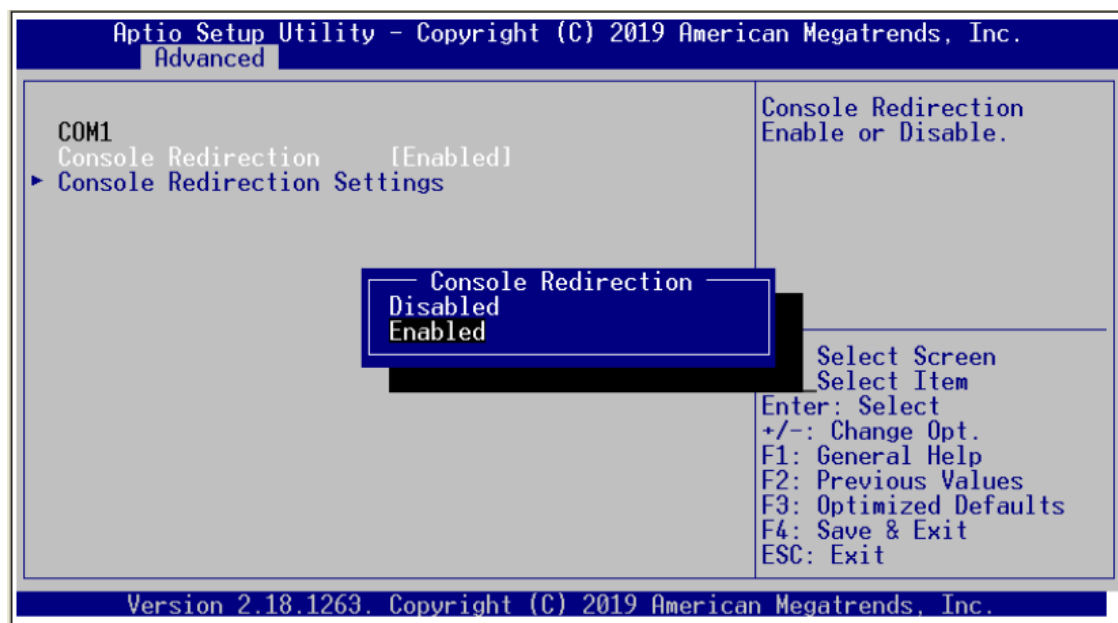 Aptio Setup Utility – Copyright (C) 2019 American Megatrends, Inc.
Advanced
COM1
Console Redirection [Enabled]
► Console Redirection Settings
Console Redirection
Enable or Disable.
Console Redirection
Disabled
Enabled
Select Screen
Select Item
Enter: Select
+/-: Change Opt.
F1: General Help
F2: Previous Values
F3: Optimized Defaults
F4: Save & Exit
ESC: Exit
Version 2.18.1263. Copyright (C) 2019 American Megatrends, Inc.